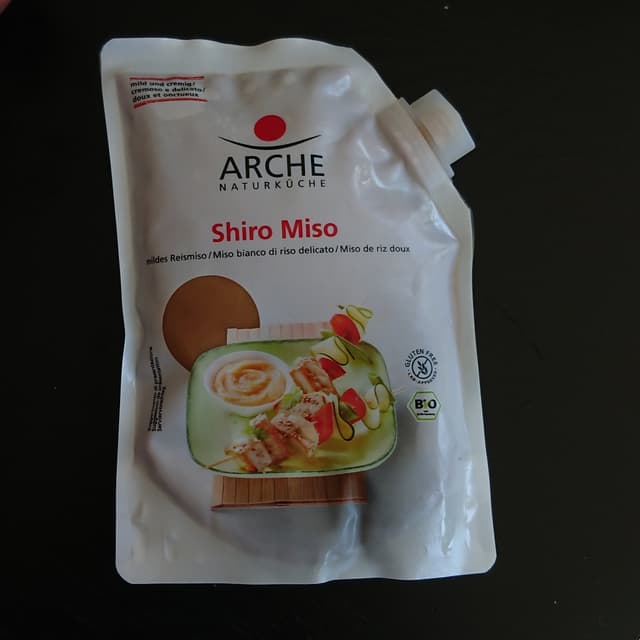 mild und cremig/
cremoso e delicato/
doux et onctueux
ARCHE
NATURKÜCHE
Shiro Miso
mildes Reismiso/Miso bianco di riso delicato/Miso de riz doux
GLUTEN FREE
BIO